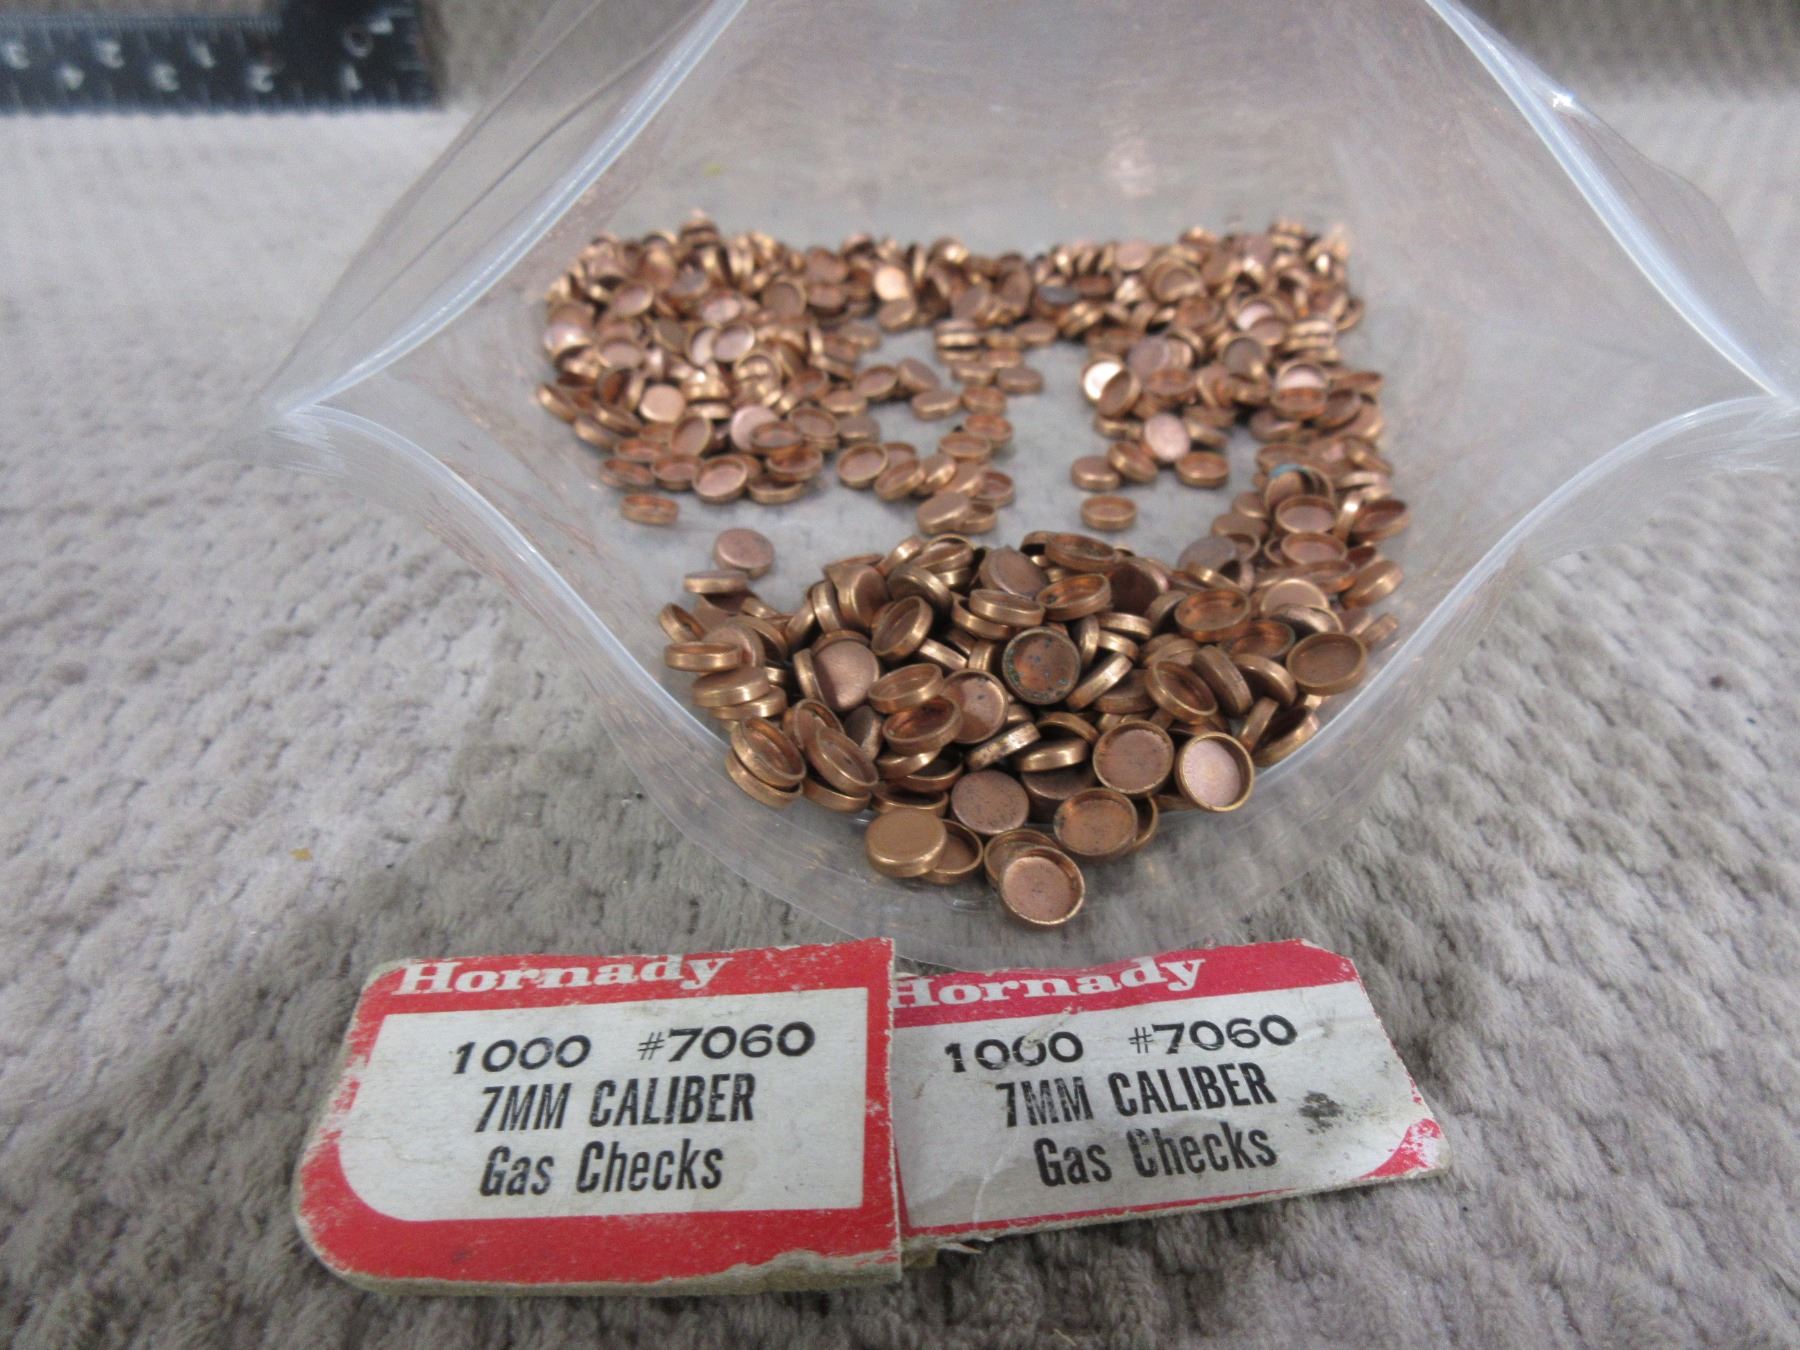 Hornady
1000 #7060
7MM CALIBER
Gas Checks
Hornady
1000 #7060
7MM CALIBER
Gas Checks